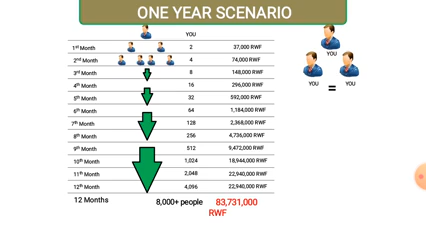 ONE YEAR SCENARIO
YOU
1st Month 2 37,000 RWF
2nd Month 4 74,000 RWF
3rd Month 8 148,000 RWF
4th Month 16 296,000 RWF
5th Month 32 592,000 RWF
6th Month 64 1,184,000 RWF
7th Month 128 2,368,000 RWF
8th Month 256 4,736,000 RWF
9th Month 512 9,472,000 RWF
10th Month 1,024 18,944,000 RWF
11th Month 2,048 22,940,000 RWF
12th Month 4,096 22,940,000 RWF
12 Months 8,000+ people 83,731,000
RWF
YOU
YOU YOU
=